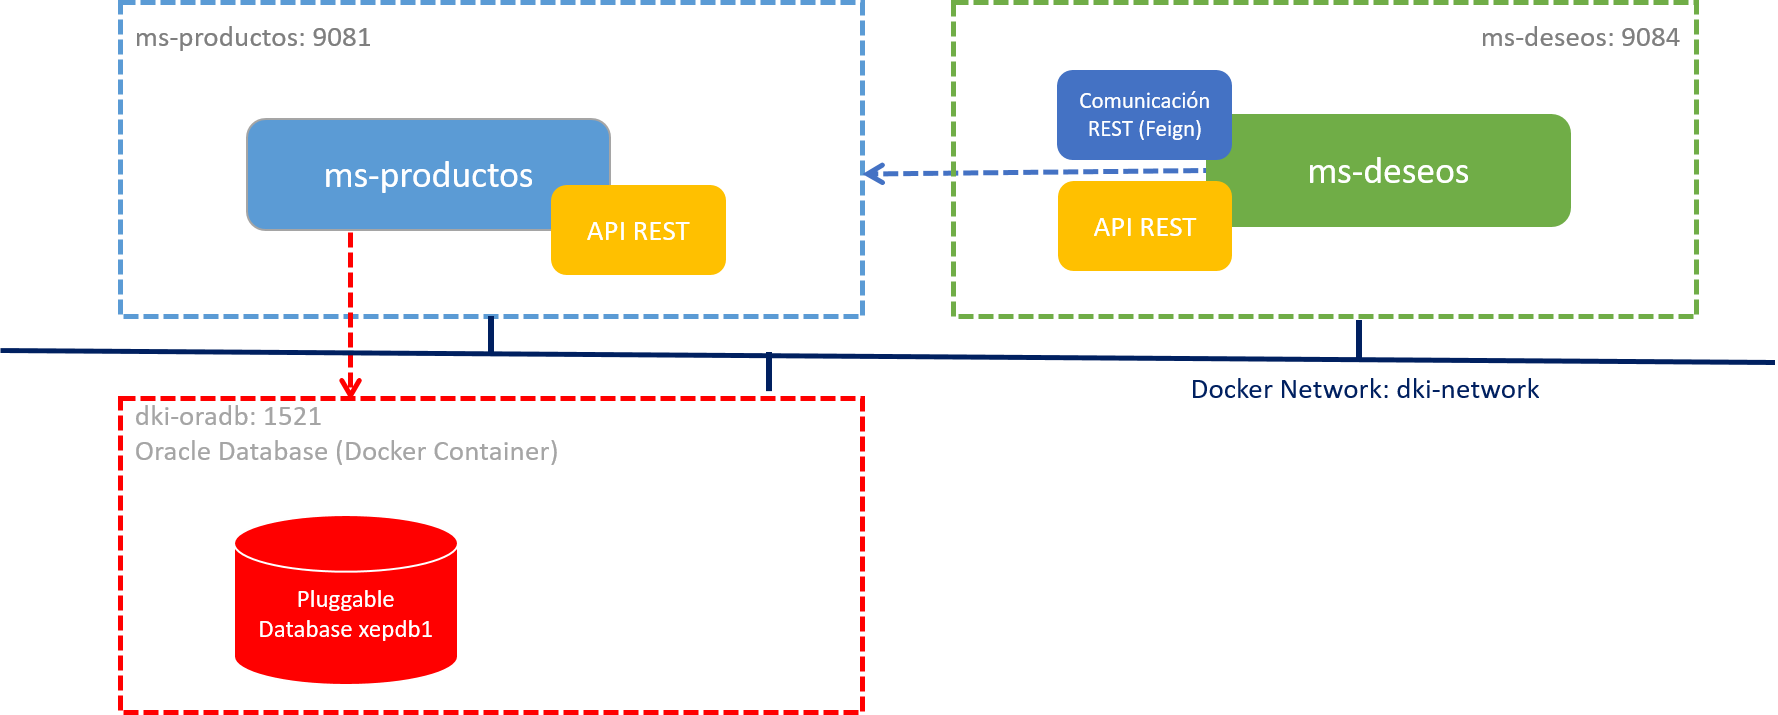 ms-productos: 9081
ms-productos
API REST
ms-deseos: 9084
Comunicación
REST (Feign)
ms-deseos
API REST
Docker Network: dki-network
dki-oradb: 1521
Oracle Database (Docker Container)
Pluggable
Database xepdb1